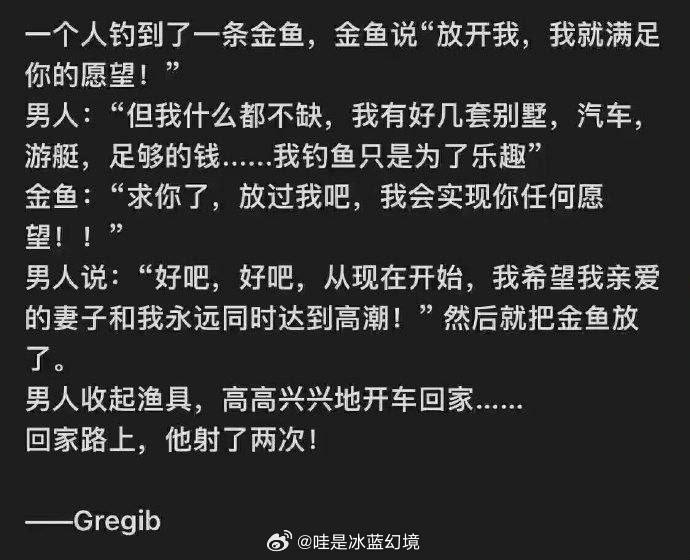 一个人钓到了一条金鱼，金鱼说“放开我，我就满足
你的愿望！”
男人：“但我什么都不缺，我有好几套别墅，汽车，
游艇，足够的钱......我钓鱼只是为了乐趣”
金鱼：“求你了，放过我吧，我会实现你任何愿
望！！”
男人说：“好吧，好吧，从现在开始，我希望我亲爱
的妻子和我永远同时达到高潮！”然后就把金鱼放
了。
男人收起渔具，高高兴兴地开车回家......
回家路上，他射了两次！
——Gregib
@哇是冰蓝幻境